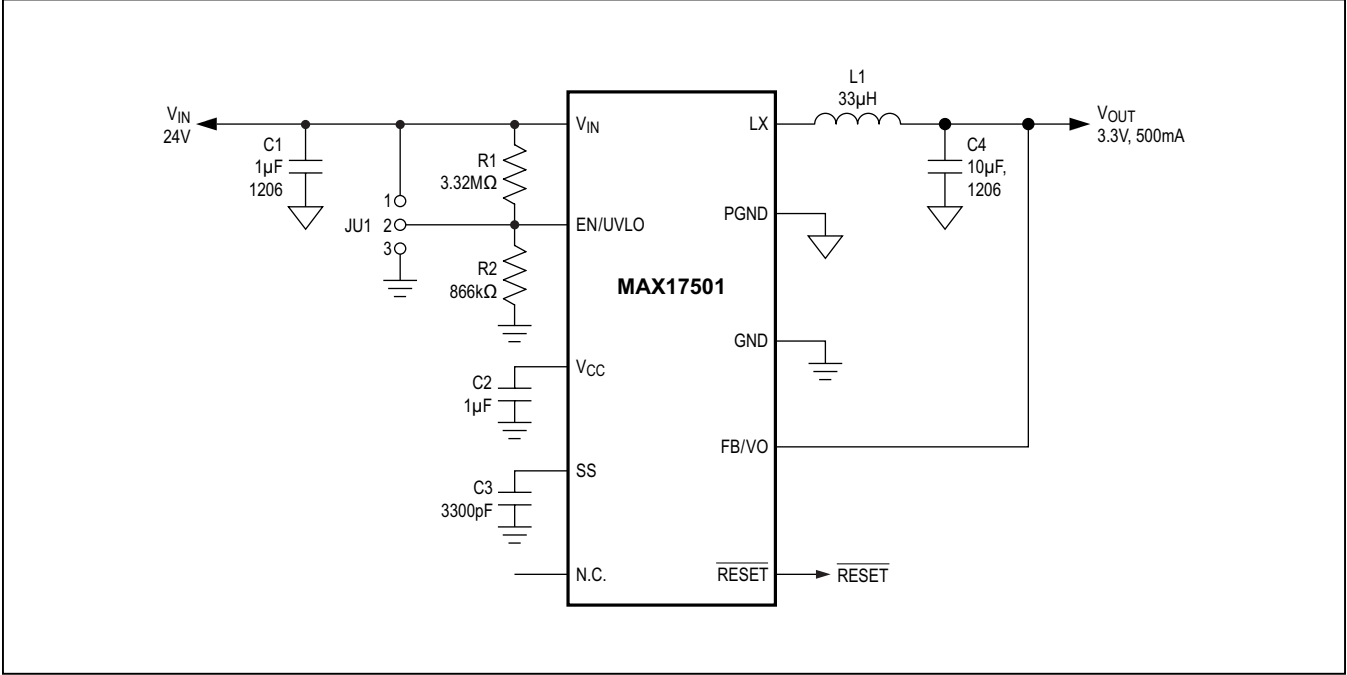 VIN
24V
C1
1µF
1206
JU1
1
2
3
R1
3.32MΩ
R2
866kΩ
C2
1µF
C3
3300pF
VIN
EN/UVLO
VCC
SS
N.C.
MAX17501
LX
PGND
GND
FB/VO
RESET
RESET
L1
33µH
C4
10µF,
1206
VOUT
3.3V, 500mA